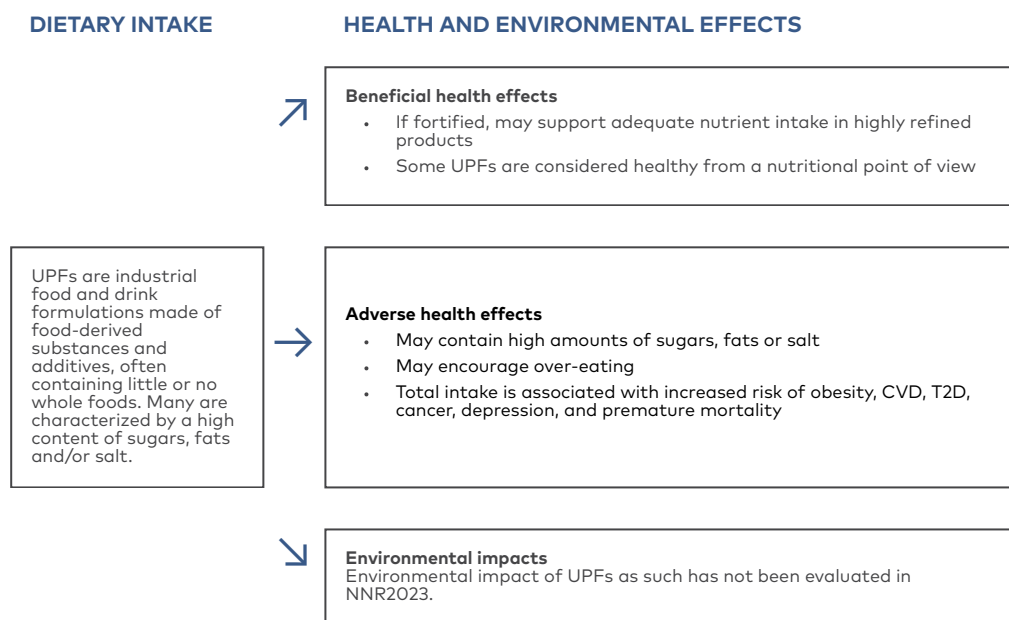 DIETARY INTAKE
HEALTH AND ENVIRONMENTAL EFFECTS
Beneficial health effects
• If fortified, may support adequate nutrient intake in highly refined
products
• Some UPFs are considered healthy from a nutritional point of view
UPFs are industrial
food and drink
formulations made of
food-derived
substances and
additives, often
containing little or no
whole foods. Many are
characterized by a high
content of sugars, fats
and/or salt.
Adverse health effects
• May contain high amounts of sugars, fats or salt
• May encourage over-eating
• Total intake is associated with increased risk of obesity, CVD, T2D,
cancer, depression, and premature mortality
Environmental impacts
Environmental impact of UPFs as such has not been evaluated in
NNR2023.